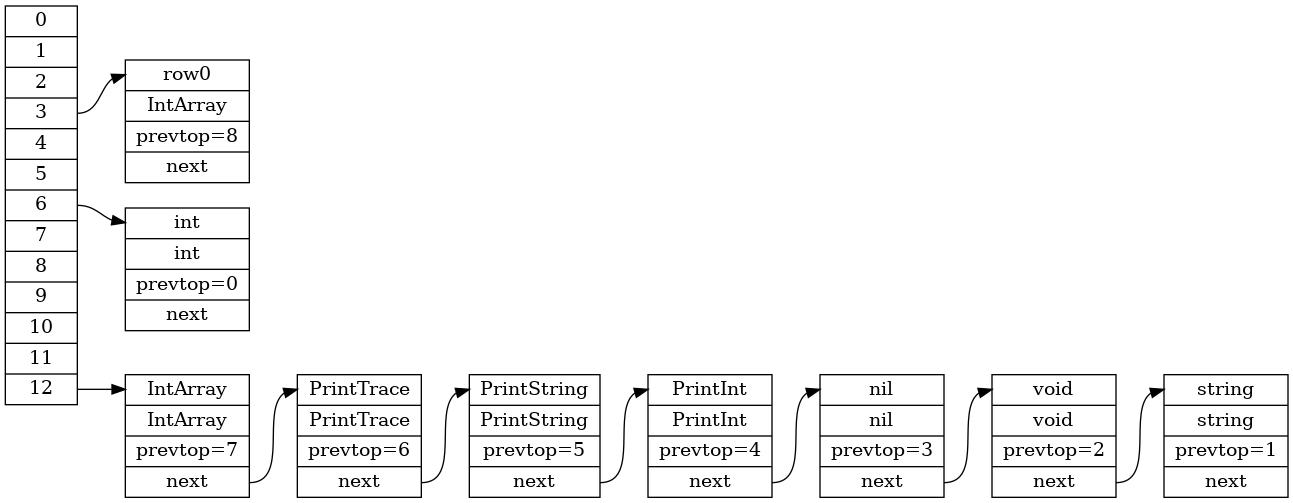 0
1
2
3
4
5
6
7
8
9
10
11
12
row0
IntArray
prevtop=8
next
int
int
prevtop=0
next
IntArray
IntArray
prevtop=7
next
PrintTrace
PrintTrace
prevtop=6
next
PrintString
PrintString
prevtop=5
next
PrintInt
PrintInt
prevtop=4
next
nil
nil
prevtop=3
next
void
void
prevtop=2
next
string
string
prevtop=1
next